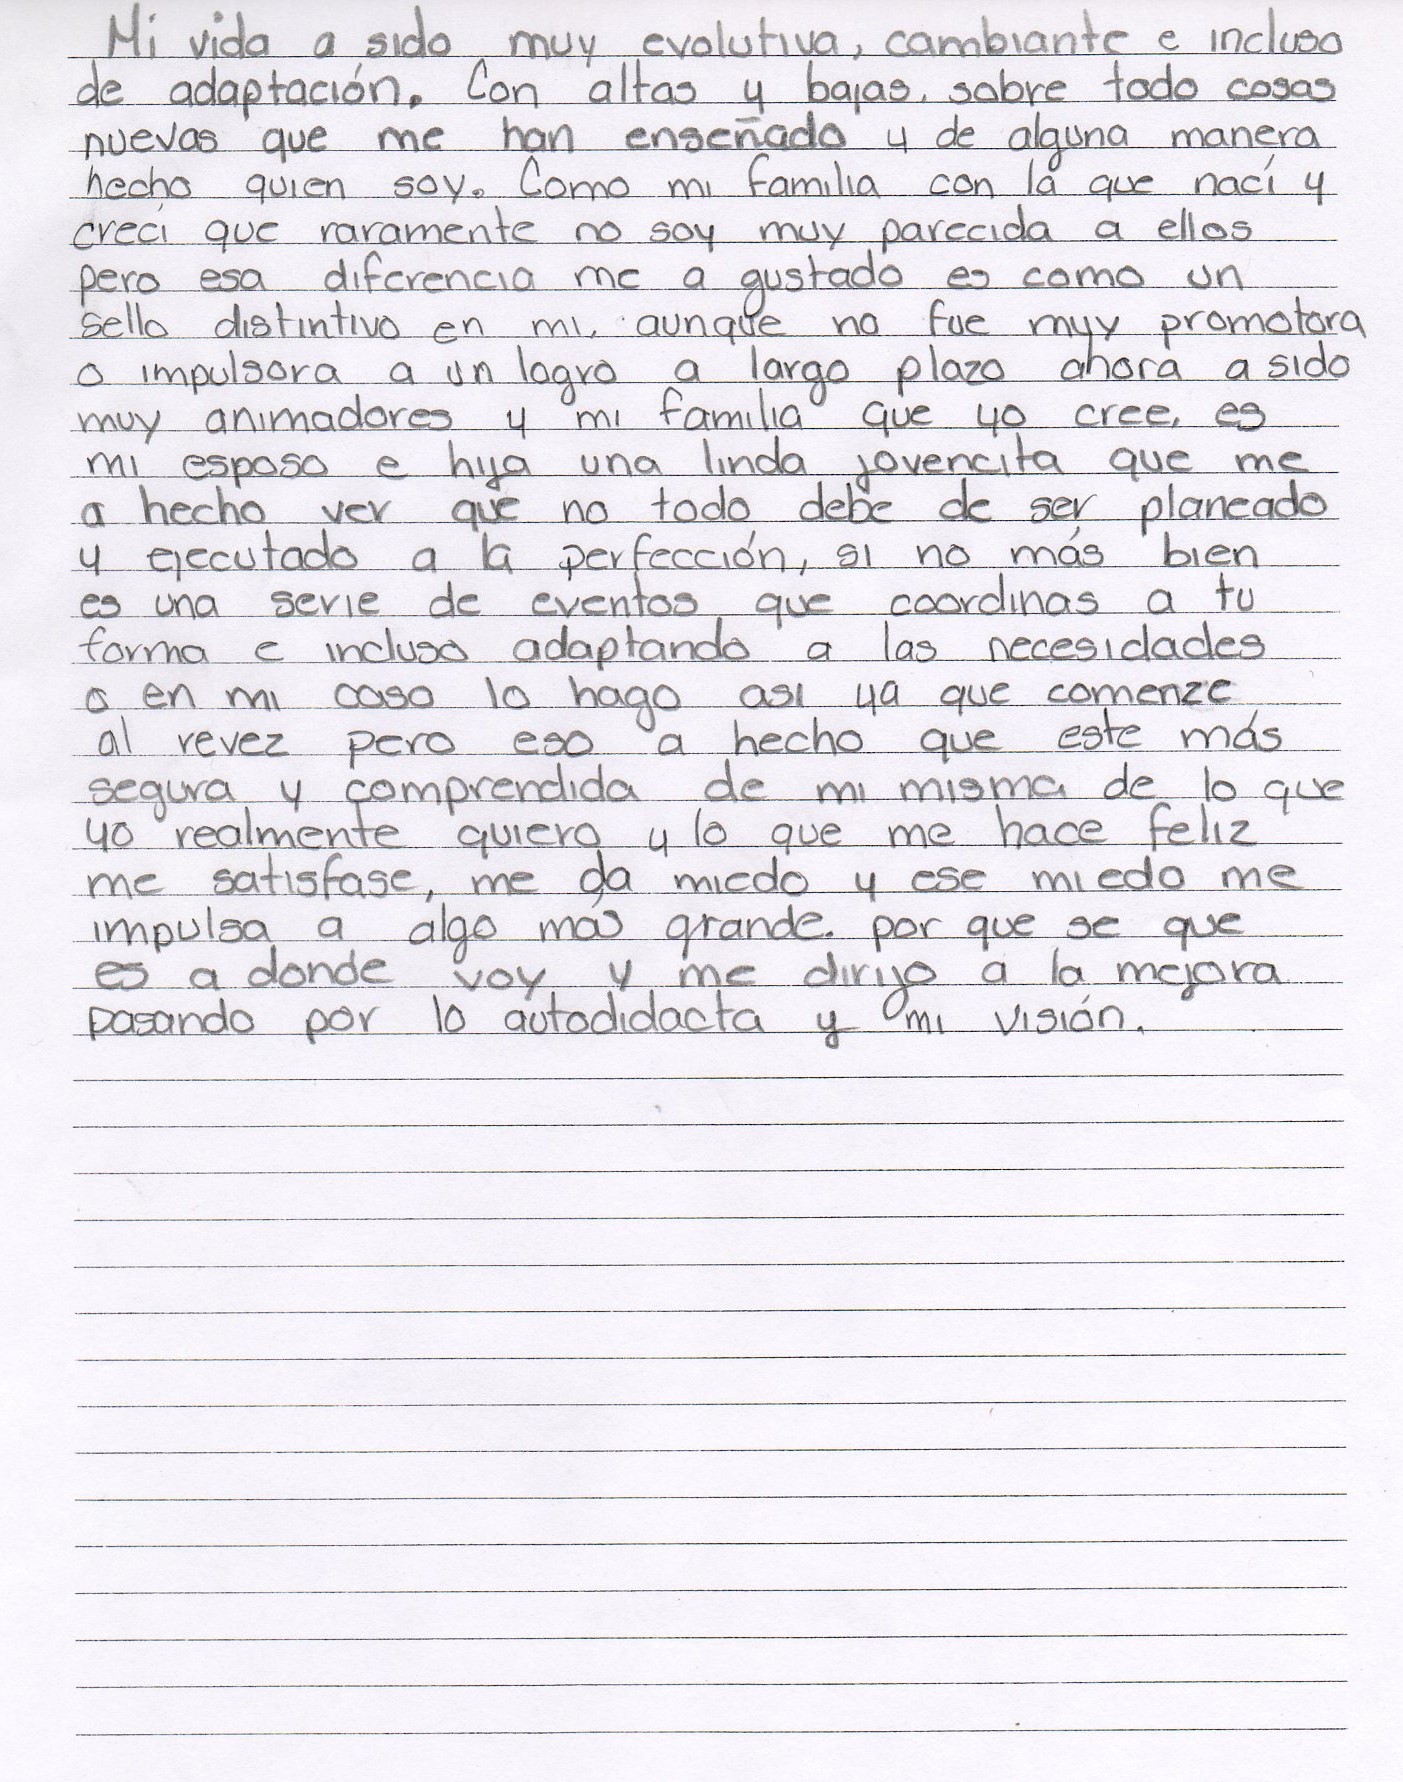 Mi vida a sido muy evolutiva, cambiante e incluso
de adaptación. Con altas y bajas, sobre todo cosas
nuevas que me han enseñado y de alguna manera
hecho quien soy. Como mi familia con la que nací y
creci que raramente no soy muy parecida a ellos
pero esa diferencia me a gustado es como un
sello distintivo en mi, aunque no fue muy promotora
o impulsora a un logro a largo plazo ahora a sido
muy animadores y mi familia que yo cree, es
mi esposo e hija una linda jovencita que me
a hecho ver que no todo debe de ser planeado
y ejecutado a la perfección, si no más bien
es una serie de eventos que coordinas a tu
forma e incluso adaptando a las necesidades
o en mi caso lo hago asi ya que comenze
al revez pero eso a hecho que este más
segura y comprendida de mi misma de lo que
yo realmente quiero y lo que me hace feliz
me satisfase, me da miedo y ese miedo me
impulsa a algo más grande. por que se que
es a donde voy y me dirijo a la mejora
pasando por lo autodidacta y mi visión.